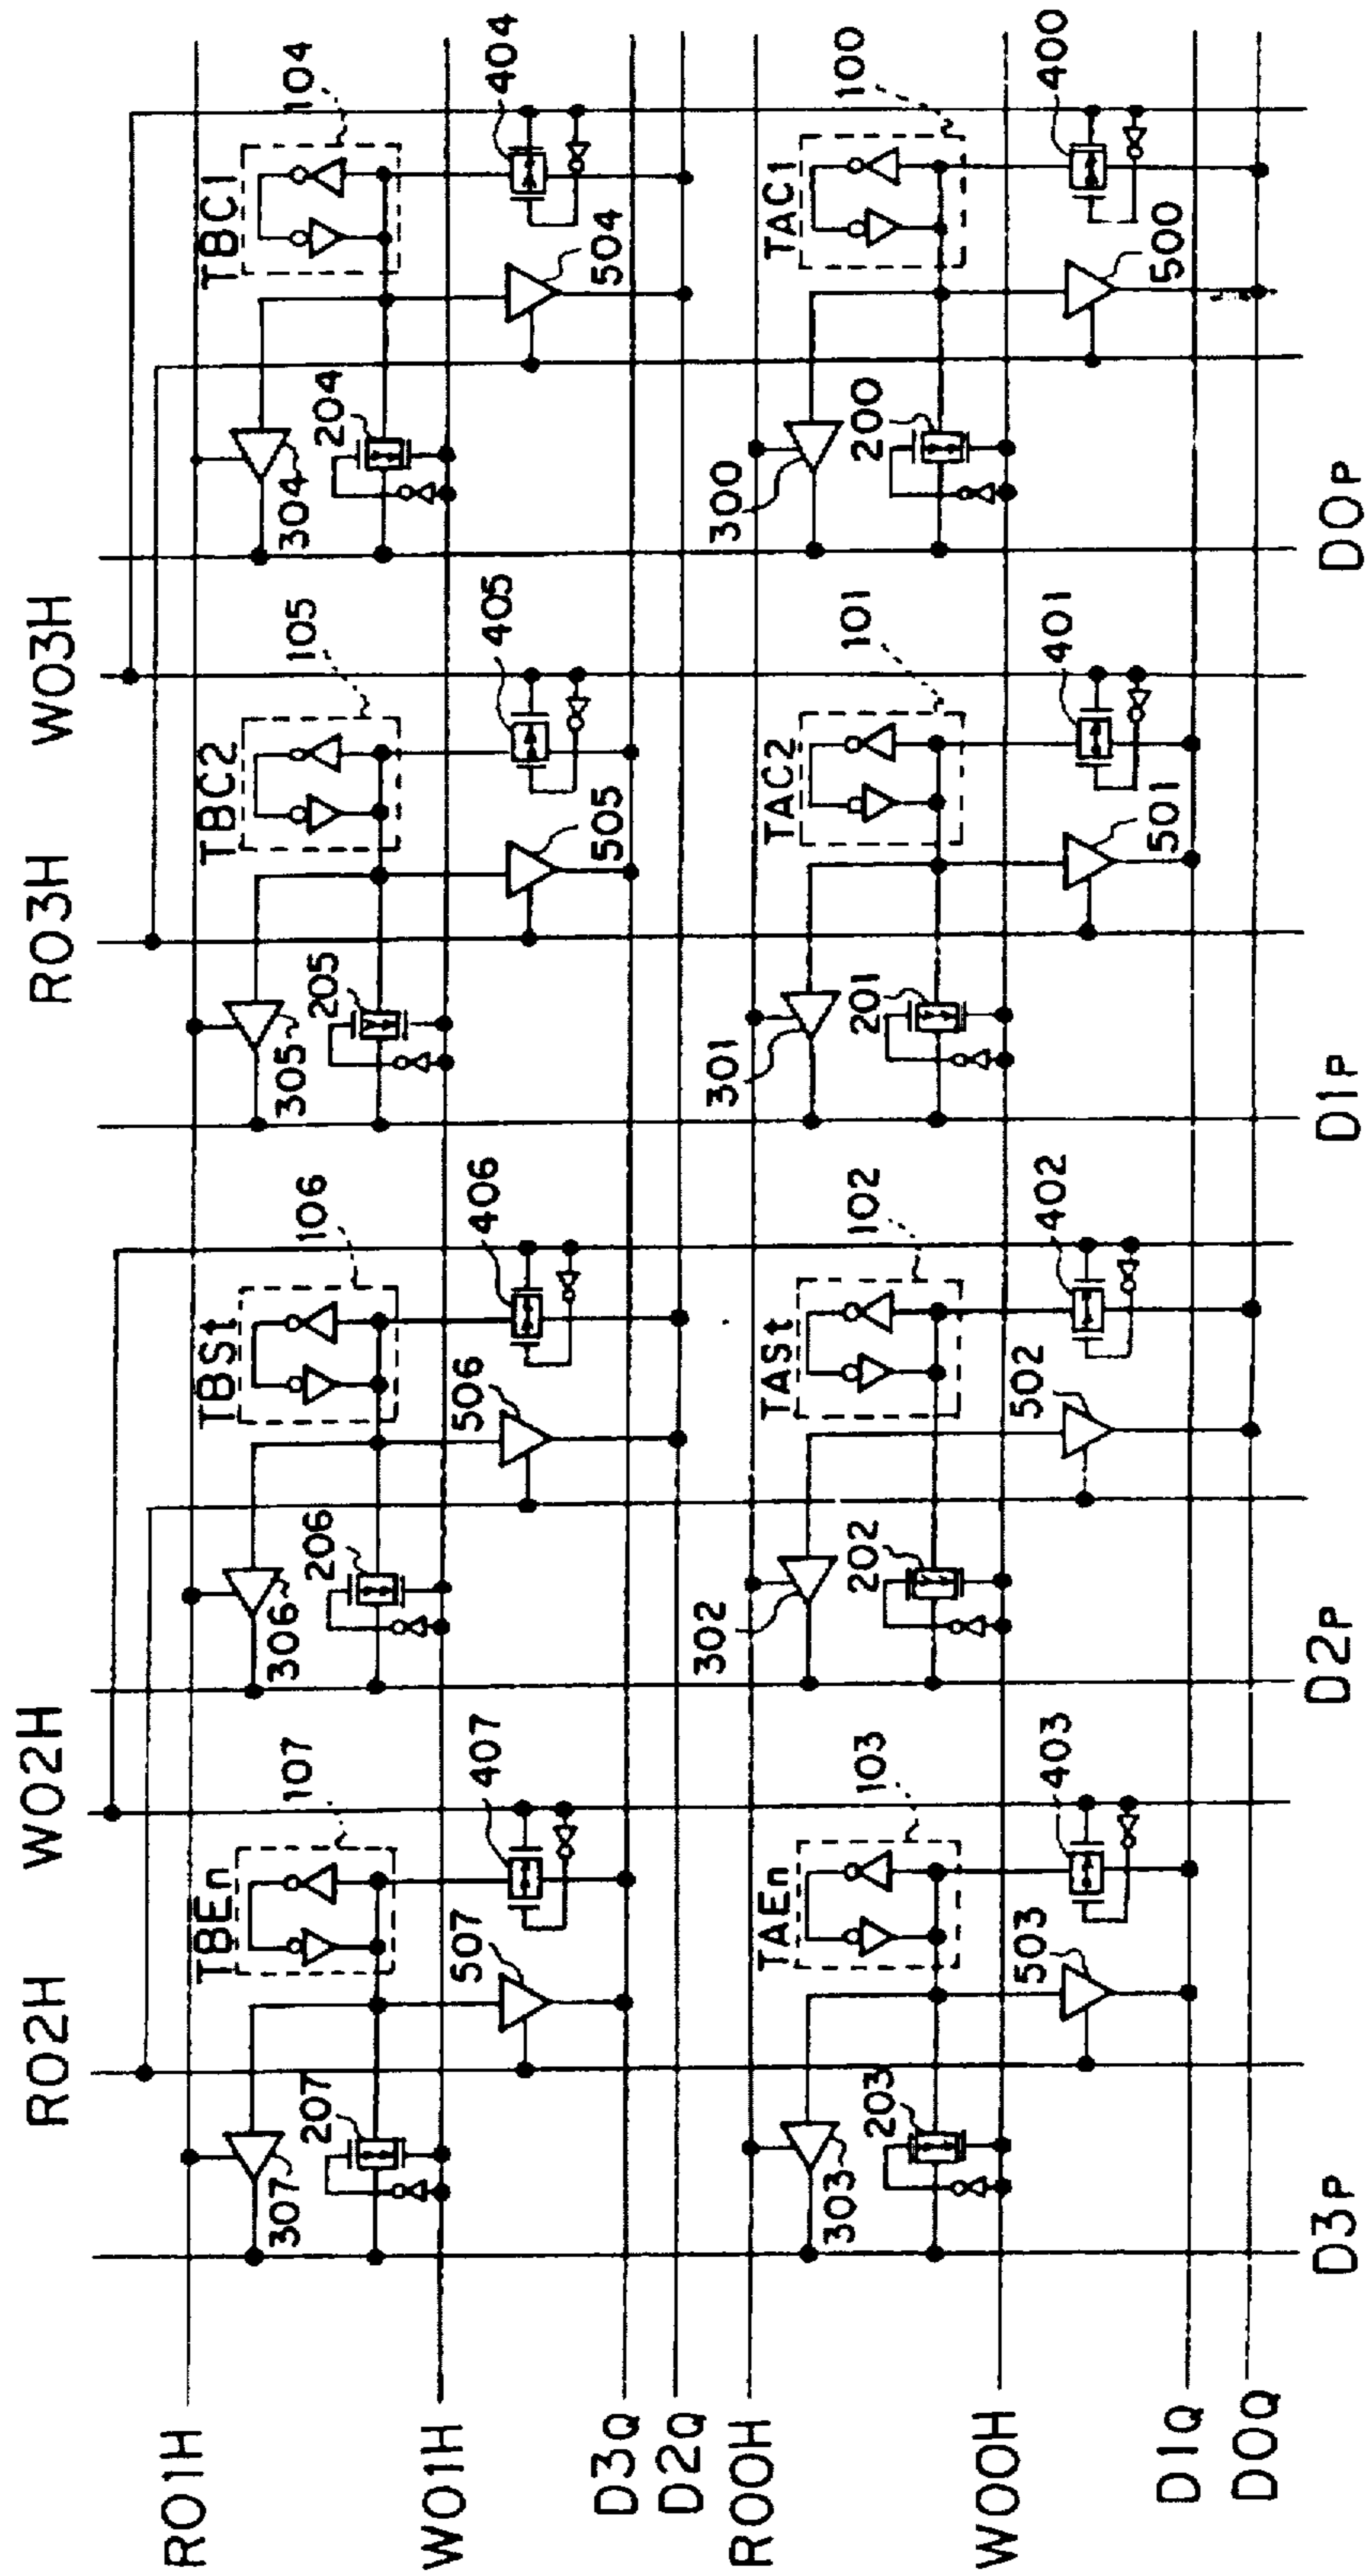 RO2H WO2H RO3H WO3H
107 106 105 104
TBEn TBSt TBC2 TBC1
RO1H
307 207 306 206 305 205 304 204
407 406 405 404
507 506 505 504
WO1H
D3Q
D2Q
103 102 101 100
TAEn TASt TAC2 TAC1
ROOH
303 203 302 202 301 201 300 200
403 402 401 400
503 502 501 500
WOOH
D1Q
DOQ
D3P D2P D1P DOP